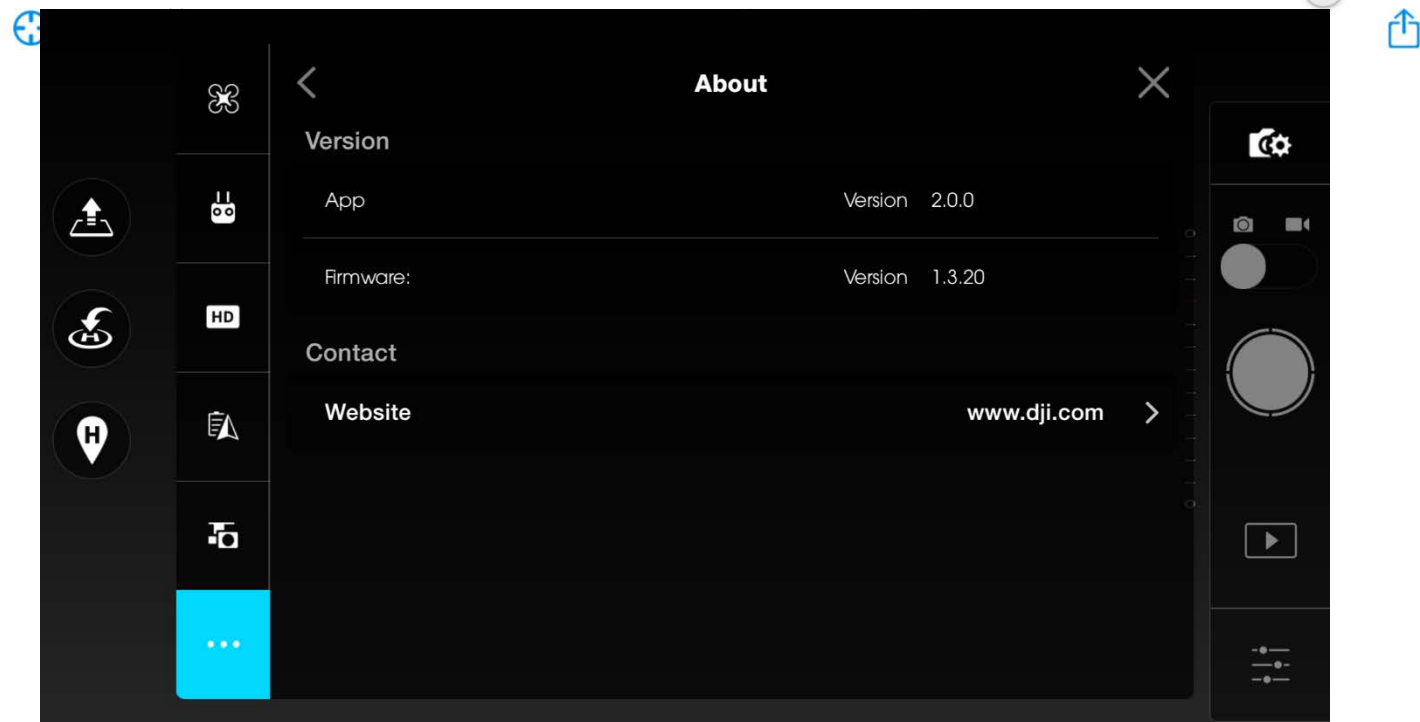 About
Version
App Version 2.0.0
Firmware: Version 1.3.20
HD
Contact
Website www.dji.com
H
H